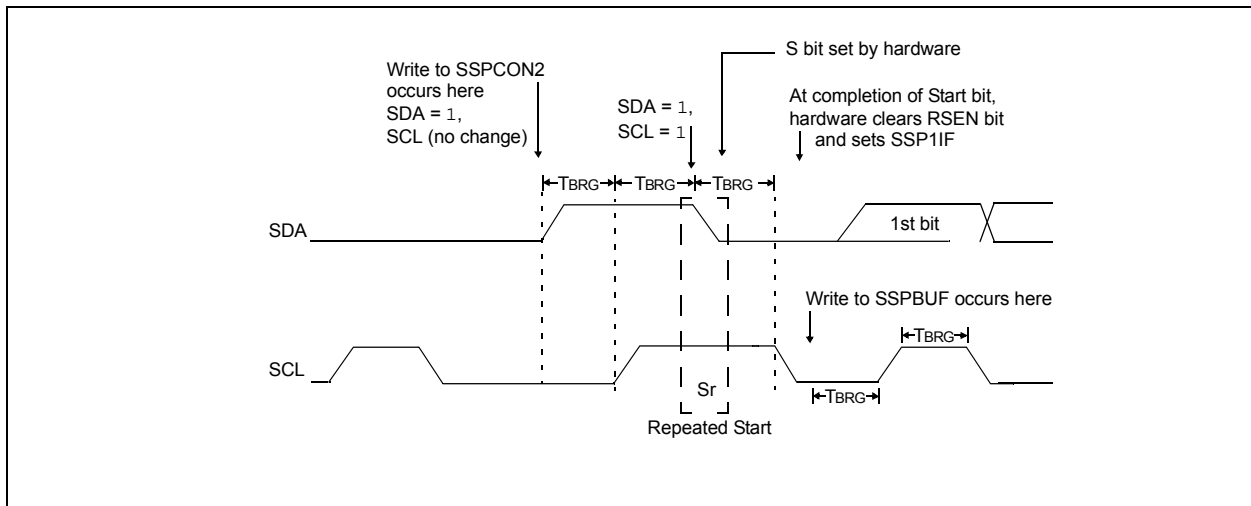 S bit set by hardware
Write to SSPCON2
occurs here
SDA = 1,
SCL (no change)
SDA = 1,
SCL = 1
At completion of Start bit,
hardware clears RSEN bit
and sets SSP1IF
TBRG TBRG TBRG
SDA
1st bit
Write to SSPBUF occurs here
TBRG
SCL
Sr
TBRG
Repeated Start